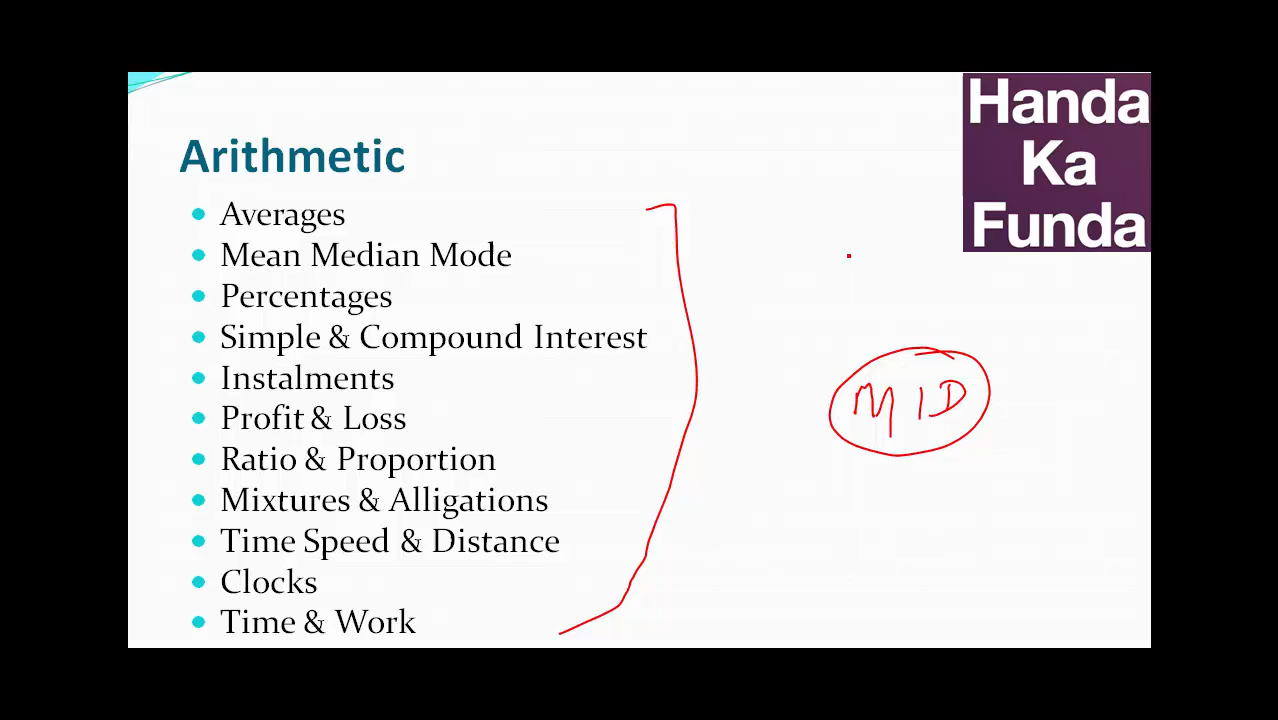 Handa
Ka
Funda
Arithmetic
Averages
Mean Median Mode
Percentages
Simple & Compound Interest
Instalments
Profit & Loss
Ratio & Proportion
Mixtures & Alligations
Time Speed & Distance
Clocks
Time & Work
MID